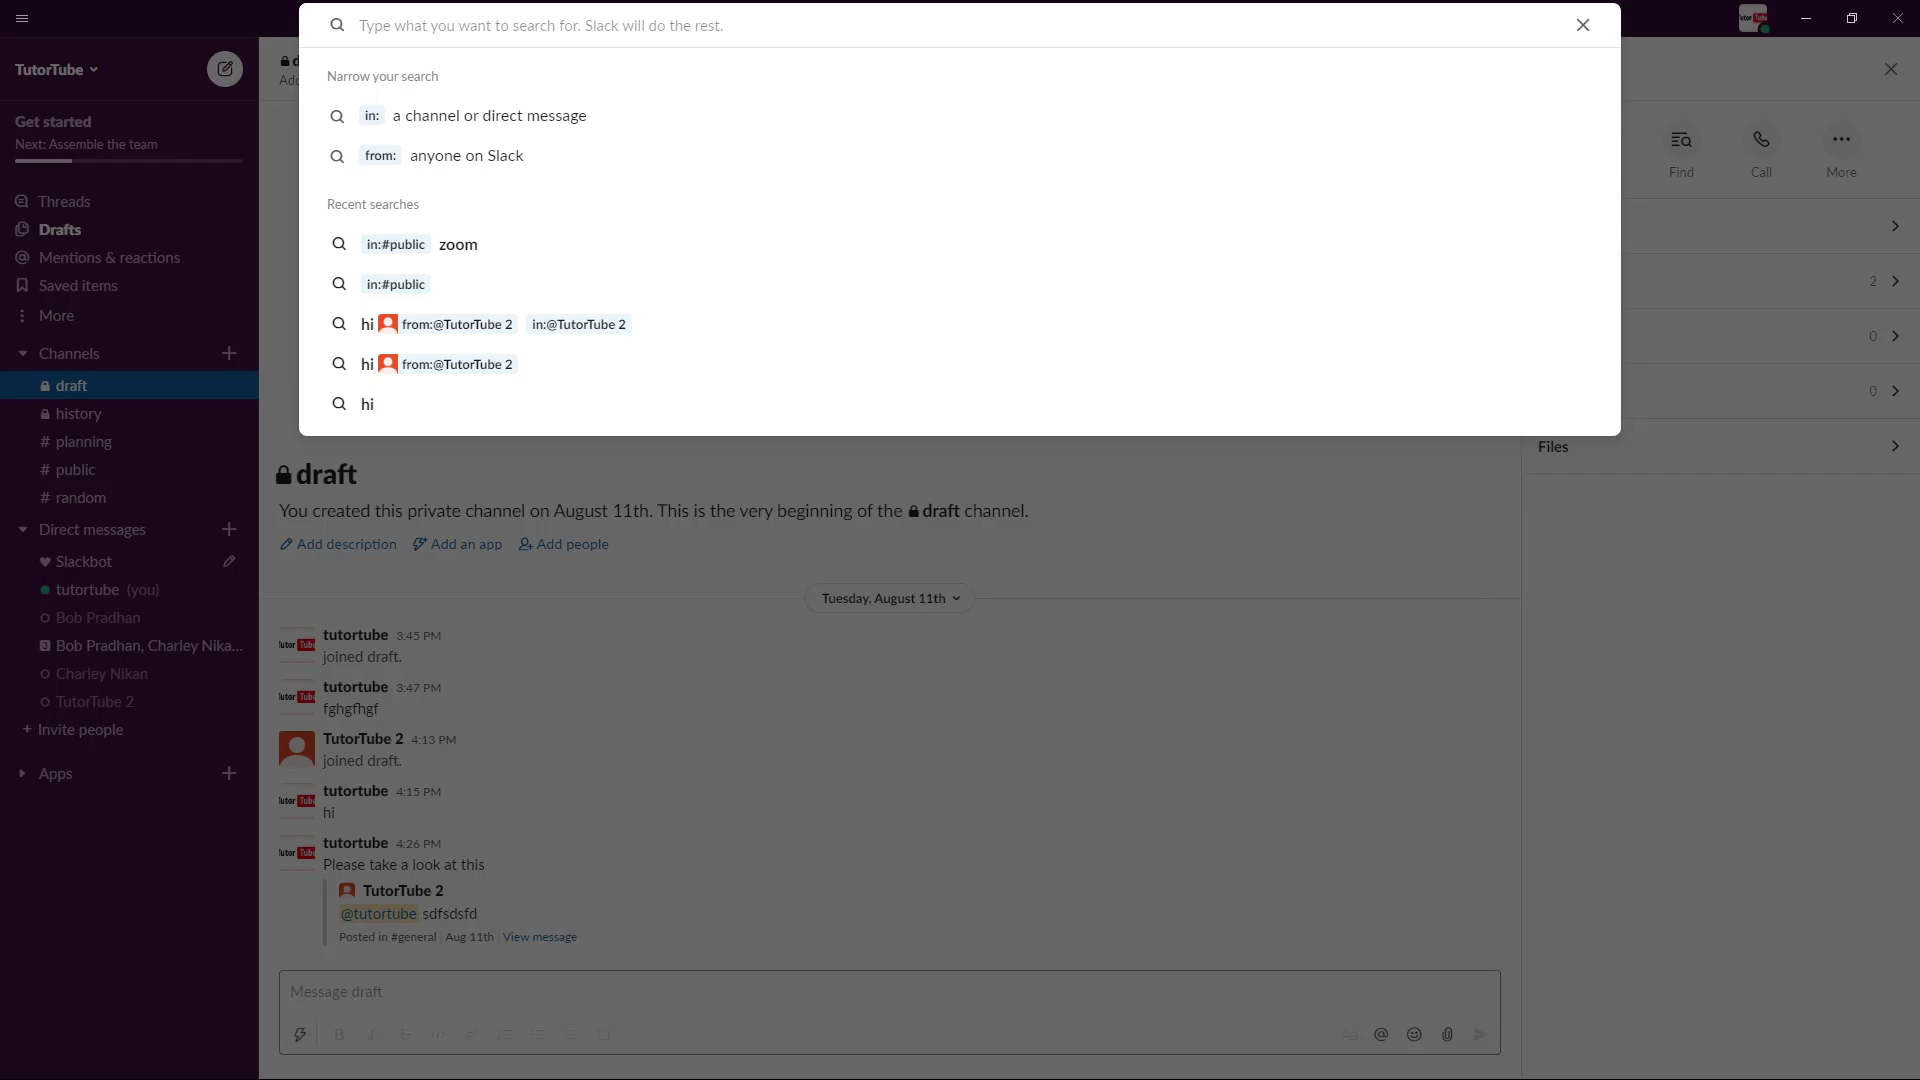 Type what you want to search for. Slack will do the rest.
Narrow your search
in: a channel or direct message
from: anyone on Slack
Recent searches
in:#public zoom
in:#public
hi from:@TutorTube 2 in:@TutorTube 2
hi from:@TutorTube 2
hi
TutorTube
Get started
Next: Assemble the team
Threads
Drafts
Mentions & reactions
Saved items
More
Channels
draft
history
# planning
# public
# random
Direct messages
Slackbot
tutortube (you)
Bob Pradhan
3 Bob Pradhan, Charley Nika...
Charley Nikan
TutorTube 2
+ Invite people
Apps
draft
You created this private channel on August 11th. This is the very beginning of the draft channel.
Add description Add an app Add people
Tuesday, August 11th
tutortube 3:45 PM
joined draft.
tutortube 3:47 PM
fghgfhgf
TutorTube 2 4:13 PM
joined draft.
tutortube 4:15 PM
hi
tutortube 4:26 PM
Please take a look at this
TutorTube 2
@tutortube sdfsdsfd
Posted in #general | Aug 11th | View message
Message draft
Aa @
Find Call More
2
0
0
Files